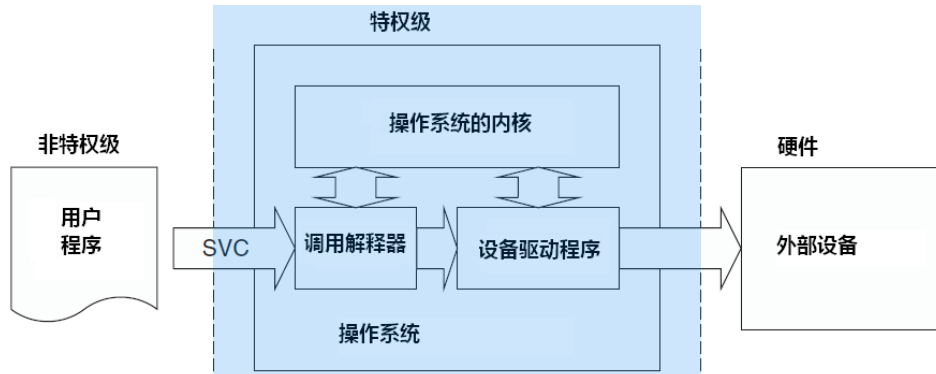 特权级
操作系统的内核
非特权级
硬件
用户
程序
SVC
调用解释器
设备驱动程序
外部设备
操作系统